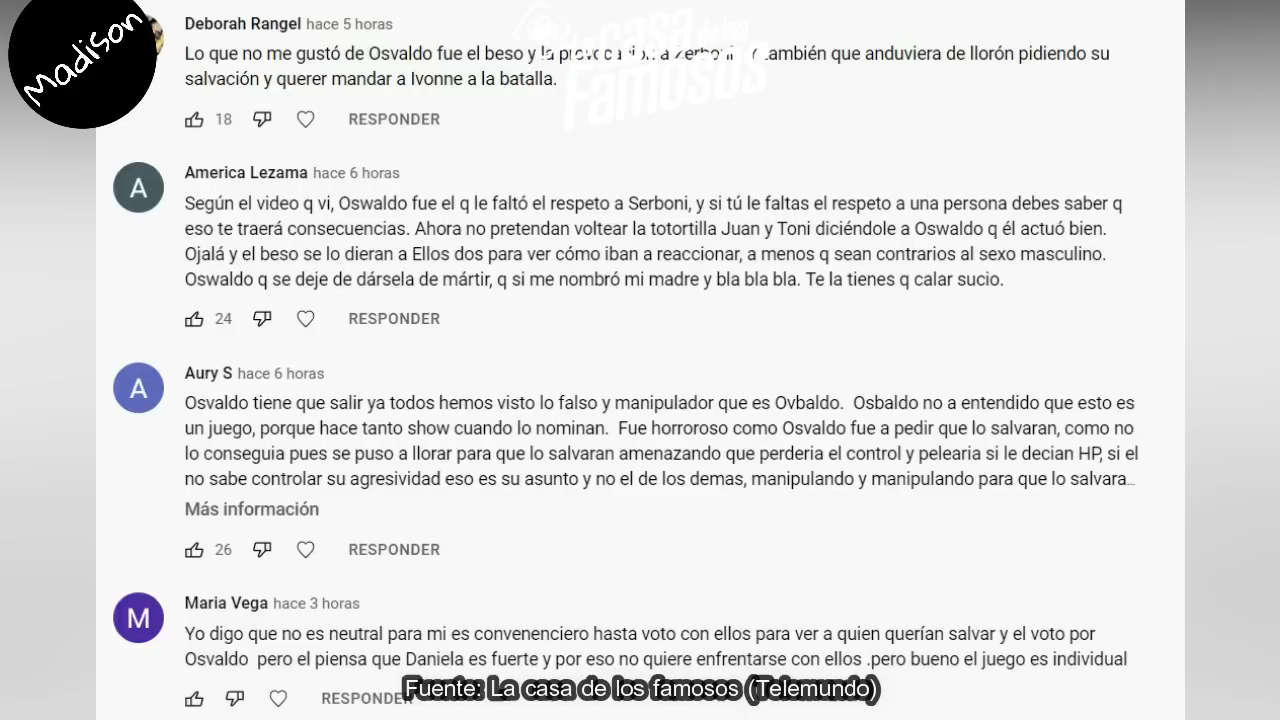 Madison
Deborah Rangel hace 5 horas
Lo que no me gustó de Osvaldo fue el beso y la provocación a Zerboni y también que anduviera de llorón pidiendo su
salvación y querer mandar a Ivonne a la batalla.
18 RESPONDER
la casa de los
Famosos
A
America Lezama hace 6 horas
Según el video q vi, Oswaldo fue el q le faltó el respeto a Serboni, y si tú le faltas el respeto a una persona debes saber q
eso te traerá consecuencias. Ahora no pretendan voltear la totortilla Juan y Toni diciéndole a Oswaldo q él actuó bien.
Ojalá y el beso se lo dieran a Ellos dos para ver cómo iban a reaccionar, a menos q sean contrarios al sexo masculino.
Oswaldo q se deje de dársela de mártir, q si me nombró mi madre y bla bla bla. Te la tienes q calar sucio.
24 RESPONDER
A
Aury S hace 6 horas
Osvaldo tiene que salir ya todos hemos visto lo falso y manipulador que es Ovbaldo. Osbaldo no a entendido que esto es
un juego, porque hace tanto show cuando lo nominan. Fue horroroso como Osvaldo fue a pedir que lo salvaran, como no
lo conseguia pues se puso a llorar para que lo salvaran amenazando que perderia el control y pelearia si le decian HP, si el
no sabe controlar su agresividad eso es su asunto y no el de los demas, manipulando y manipulando para que lo salvara…
Más información
26 RESPONDER
M
Maria Vega hace 3 horas
Yo digo que no es neutral para mi es convenenciero hasta voto con ellos para ver a quien querían salvar y el voto por
Osvaldo pero el piensa que Daniela es fuerte y por eso no quiere enfrentarse con ellos .pero bueno el juego es individual
RESPONDER
Fuente: La casa de los famosos (Telemundo)